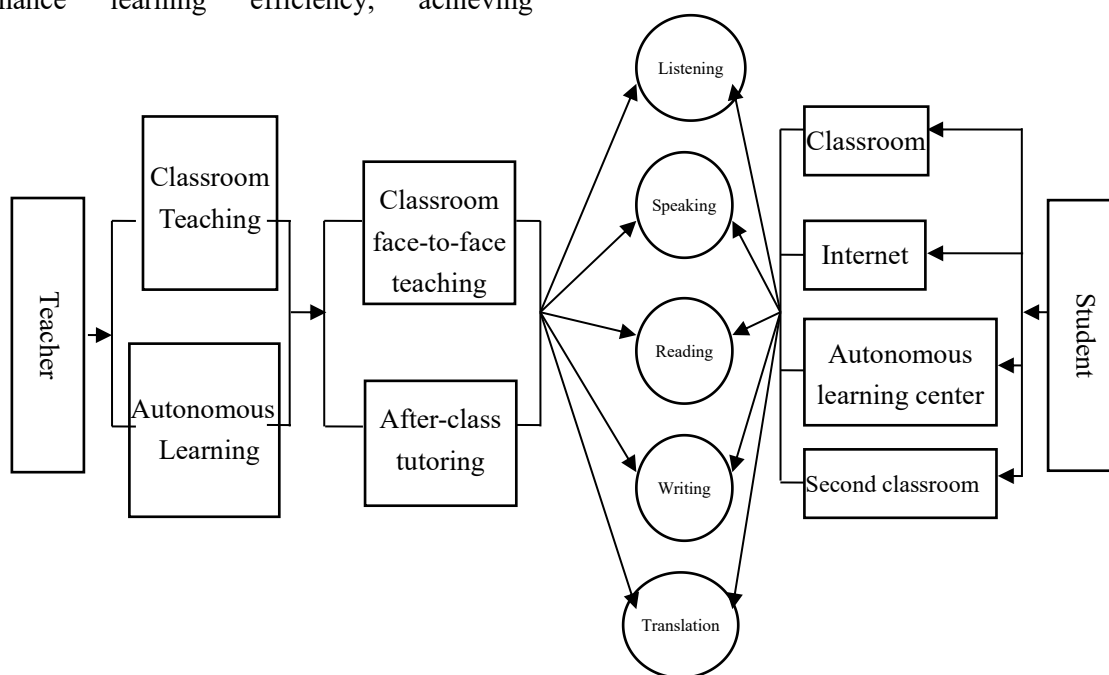 nance learning efficiency, achieving
Teacher
Classroom
Teaching
Autonomous
Learning
Classroom
face-to-face
teaching
After-class
tutoring
Listening
Speaking
Reading
Writing
Translation
Classroom
Internet
Autonomous
learning center
Second classroom
Student